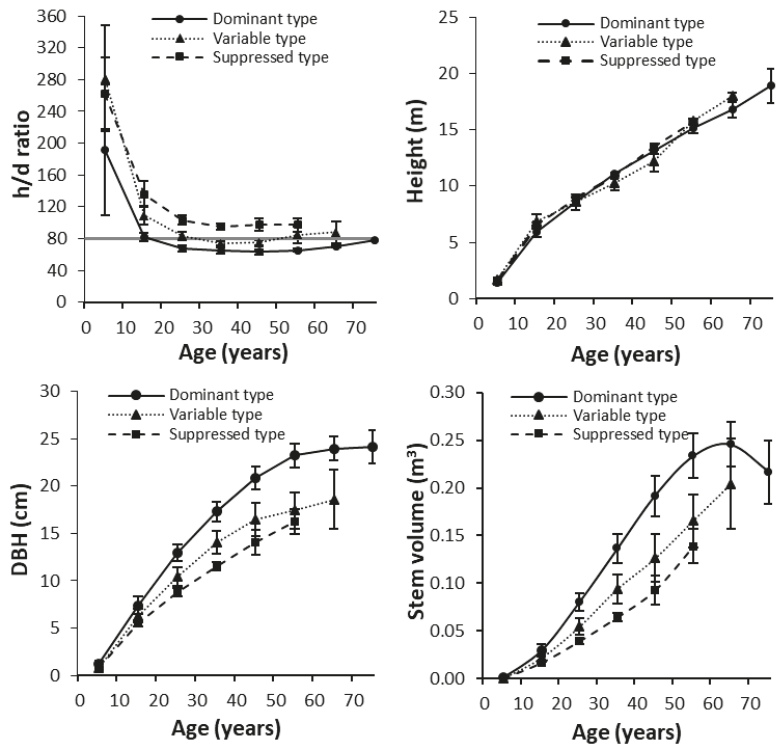 Dominant type
Variable type
Suppressed type
h/d ratio
360
320
280
240
200
160
120
80
40
0
0 10 20 30 40 50 60 70
Age (years)
Dominant type
Variable type
Suppressed type
Height (m)
25
20
15
10
5
0
0 10 20 30 40 50 60 70
Age (years)
Dominant type
Variable type
Suppressed type
DBH (cm)
30
25
20
15
10
5
0
0 10 20 30 40 50 60 70
Age (years)
Dominant type
Variable type
Suppressed type
Stem volume (m³)
0.30
0.25
0.20
0.15
0.10
0.05
0.00
0 10 20 30 40 50 60 70
Age (years)